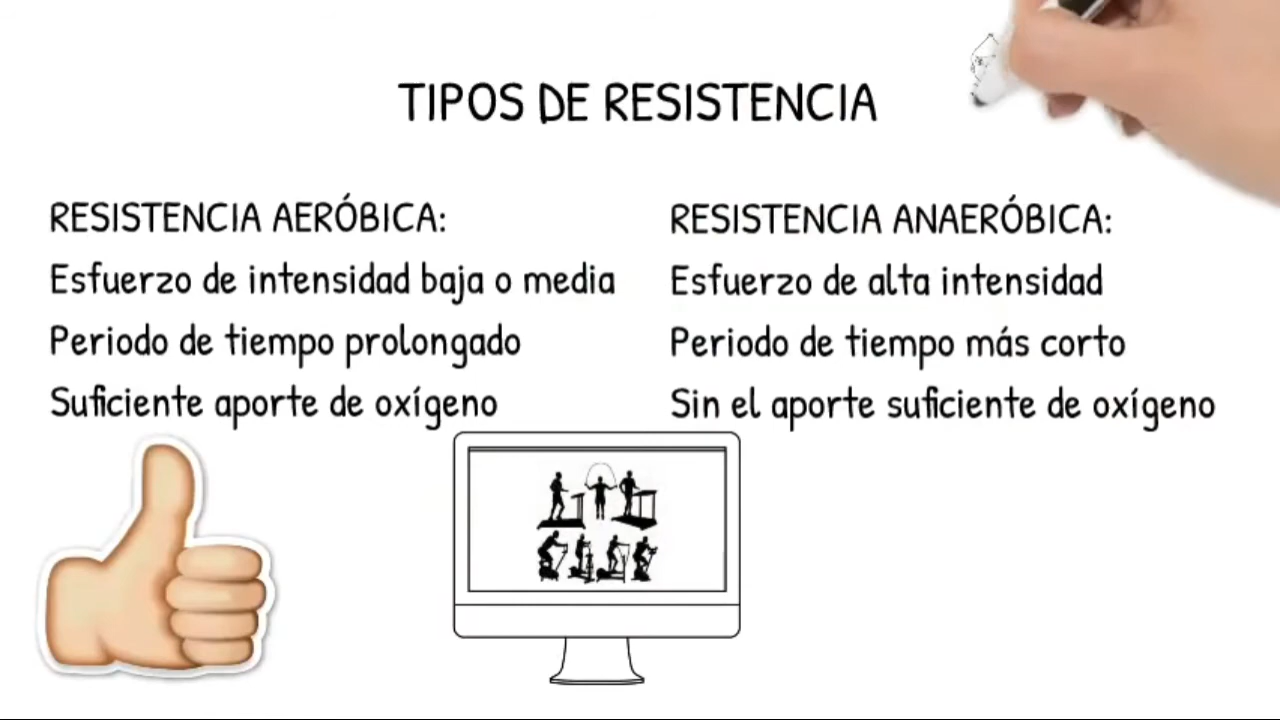 TIPOS DE RESISTENCIA
RESISTENCIA AERÓBICA:
Esfuerzo de intensidad baja o media
Periodo de tiempo prolongado
Suficiente aporte de oxígeno
RESISTENCIA ANAERÓBICA:
Esfuerzo de alta intensidad
Periodo de tiempo más corto
Sin el aporte suficiente de oxígeno